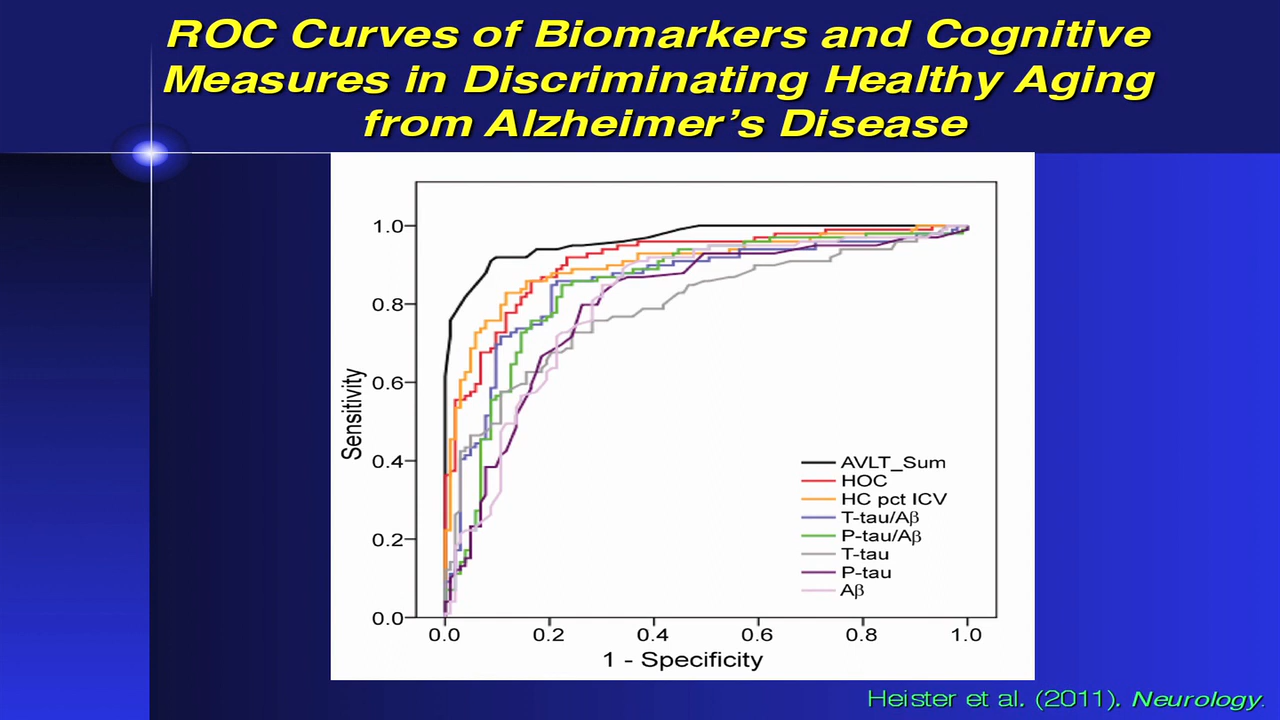 ROC Curves of Biomarkers and Cognitive
Measures in Discriminating Healthy Aging
from Alzheimer's Disease
1.0
0.8
0.6
0.4
0.2
0.0
Sensitivity
AVLT_Sum
HOC
HC pct ICV
T-tau/Aβ
P-tau/Aβ
T-tau
P-tau
Aβ
0.0 0.2 0.4 0.6 0.8 1.0
1 - Specificity
Heister et al. (2011). Neurology.